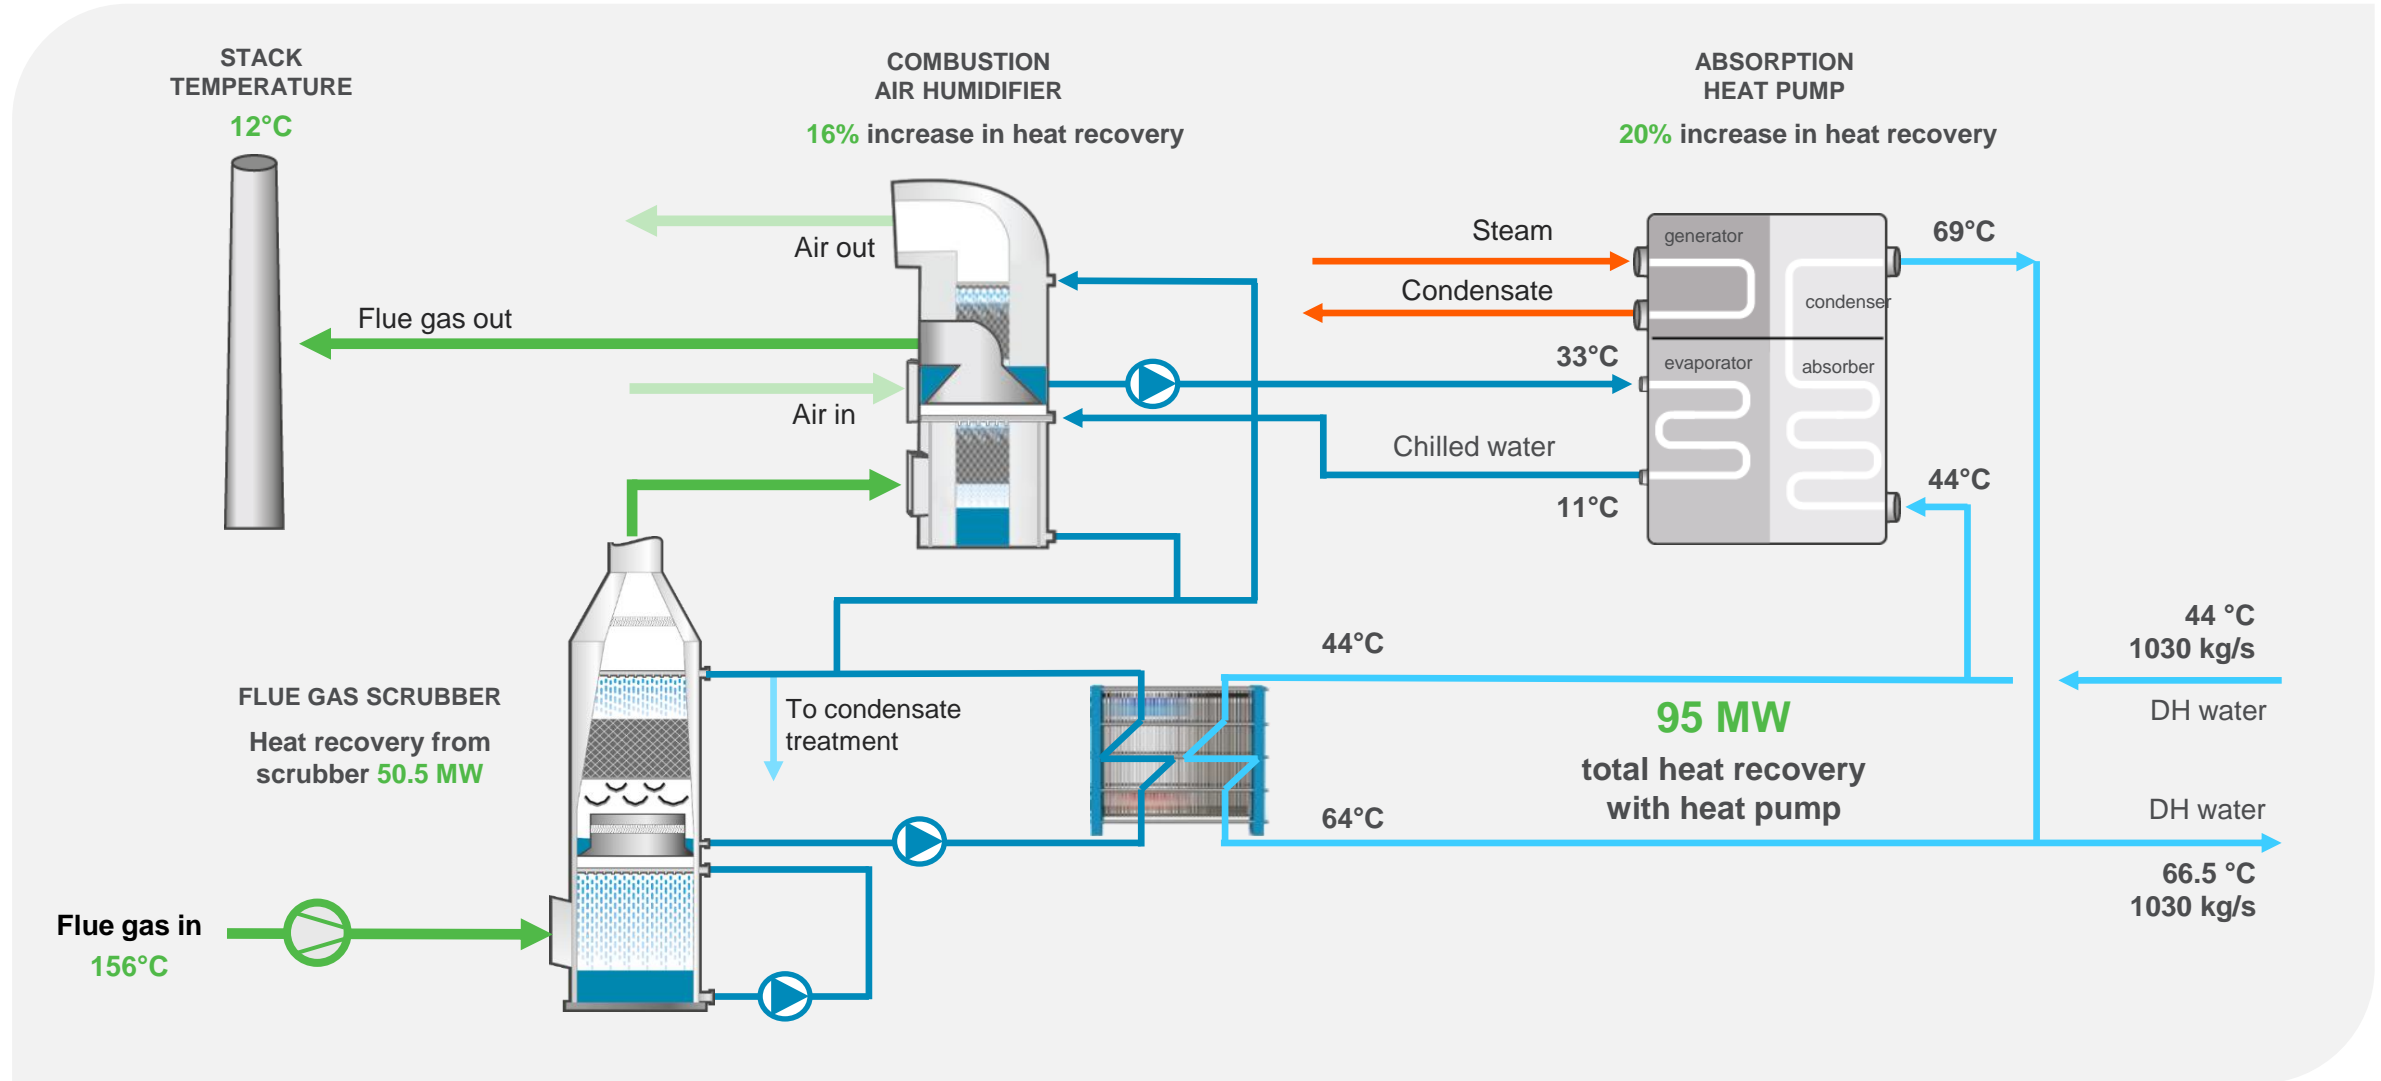 STACK
TEMPERATURE
12°C
COMBUSTION
AIR HUMIDIFIER
16% increase in heat recovery
ABSORPTION
HEAT PUMP
20% increase in heat recovery
Air out
Flue gas out
Air in
Steam
Condensate
33°C
Chilled water
11°C
generator
condenser
evaporator
absorber
69°C
44°C
44 °C
1030 kg/s
DH water
44°C
95 MW
total heat recovery
with heat pump
64°C
DH water
66.5 °C
1030 kg/s
To condensate
treatment
FLUE GAS SCRUBBER
Heat recovery from
scrubber 50.5 MW
Flue gas in
156°C